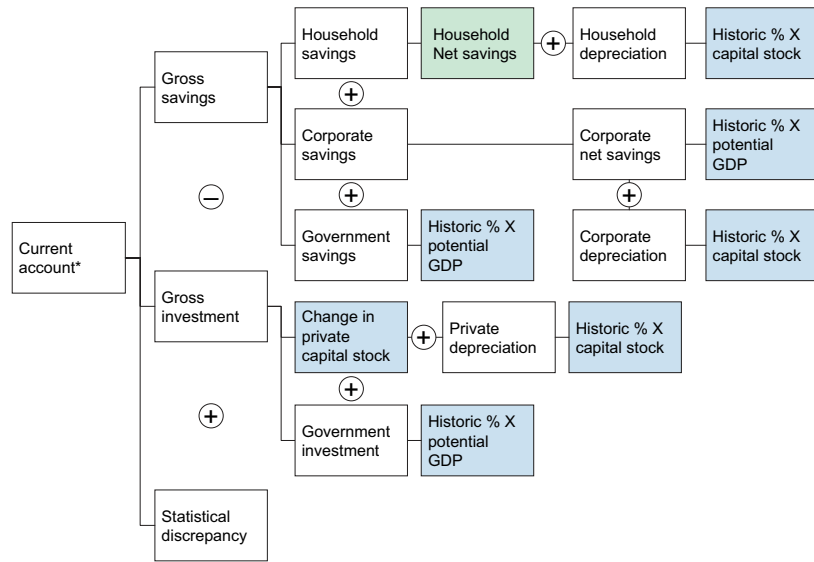 Household
savings
Household
Net savings
+
Household
depreciation
Historic % X
capital stock
Gross
savings
+
Corporate
savings
Corporate
net savings
Historic % X
potential
GDP
−
+
+
Government
savings
Historic % X
potential
GDP
Corporate
depreciation
Historic % X
capital stock
Current
account*
Gross
investment
Change in
private
capital stock
+
Private
depreciation
Historic % X
capital stock
+
+
Government
investment
Historic % X
potential
GDP
Statistical
discrepancy